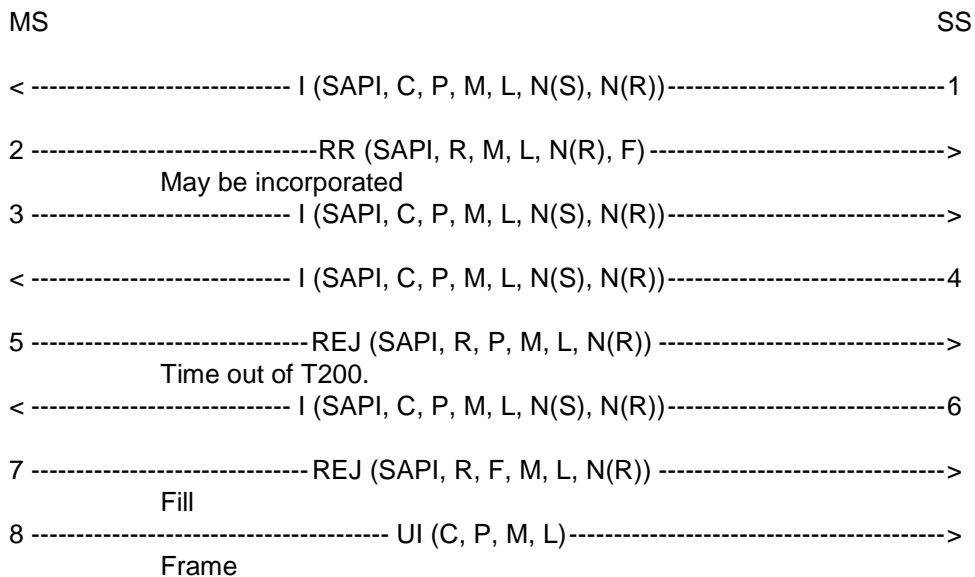 MS SS
< ----------------------------- I (SAPI, C, P, M, L, N(S), N(R))-------------------------------1
2 --------------------------------RR (SAPI, R, M, L, N(R), F) --------------------------------->
May be incorporated
3 ----------------------------- I (SAPI, C, P, M, L, N(S), N(R))------------------------------->
< ----------------------------- I (SAPI, C, P, M, L, N(S), N(R))-------------------------------4
5 -------------------------------REJ (SAPI, R, P, M, L, N(R)) -------------------------------->
Time out of T200.
< ----------------------------- I (SAPI, C, P, M, L, N(S), N(R))-------------------------------6
7 -------------------------------REJ (SAPI, R, F, M, L, N(R)) -------------------------------->
Fill
8 ---------------------------------------- UI (C, P, M, L)------------------------------------------>
Frame